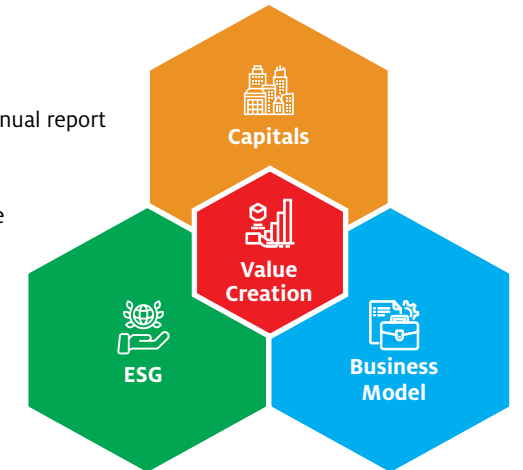 nual report
Capitals
e
Value
Creation
ESG
Business
Model